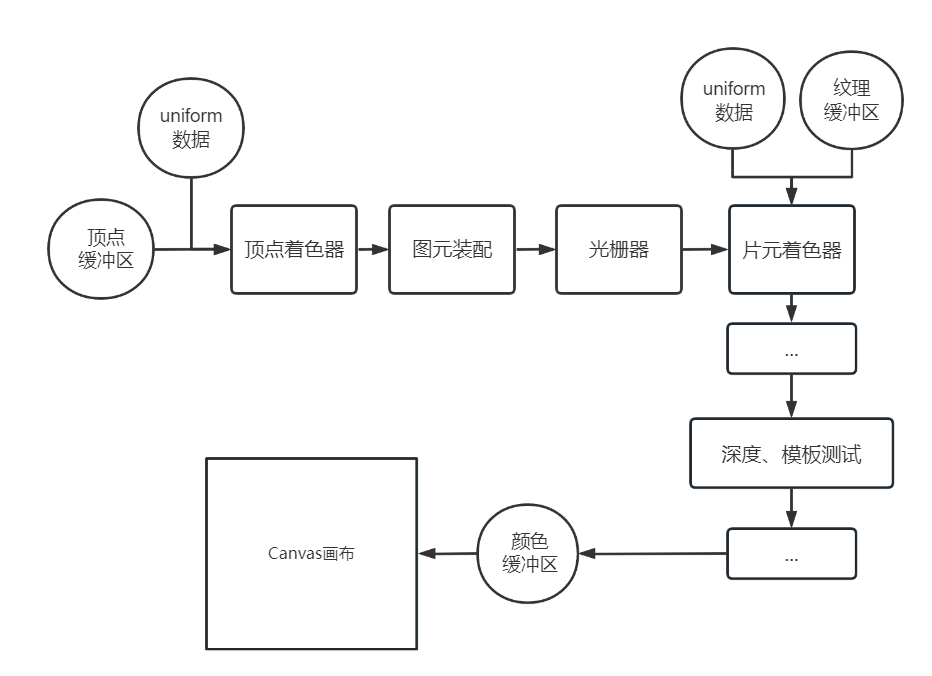 uniform
数据
uniform
数据
纹理
缓冲区
顶点
缓冲区
顶点着色器
图元装配
光栅器
片元着色器
...
深度、模板测试
...
颜色
缓冲区
Canvas画布